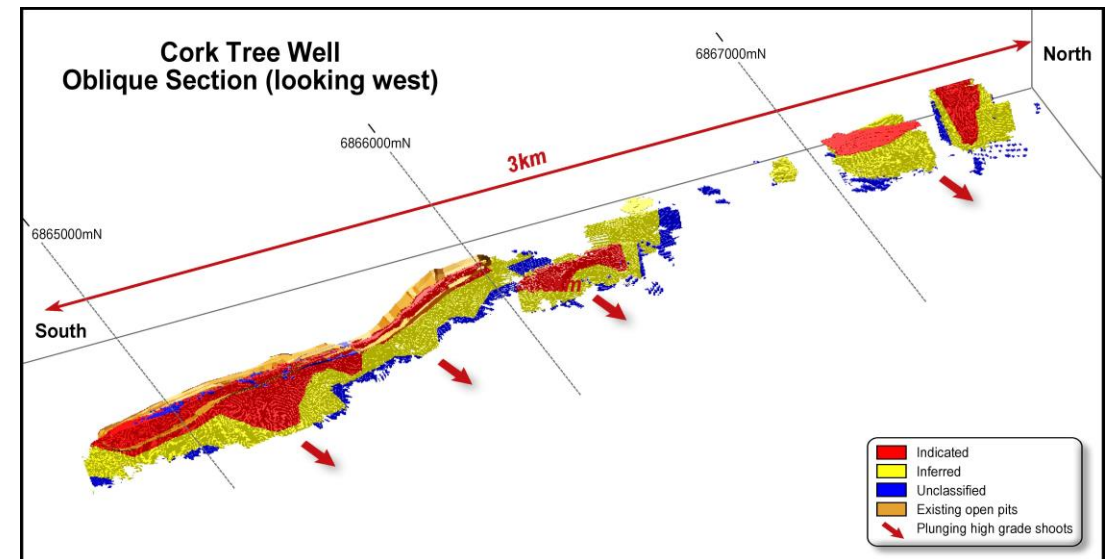 Cork Tree Well
Oblique Section (looking west)
North
6867000mN
6866000mN
3km
6865000mN
South
Indicated
Inferred
Unclassified
Existing open pits
Plunging high grade shoots